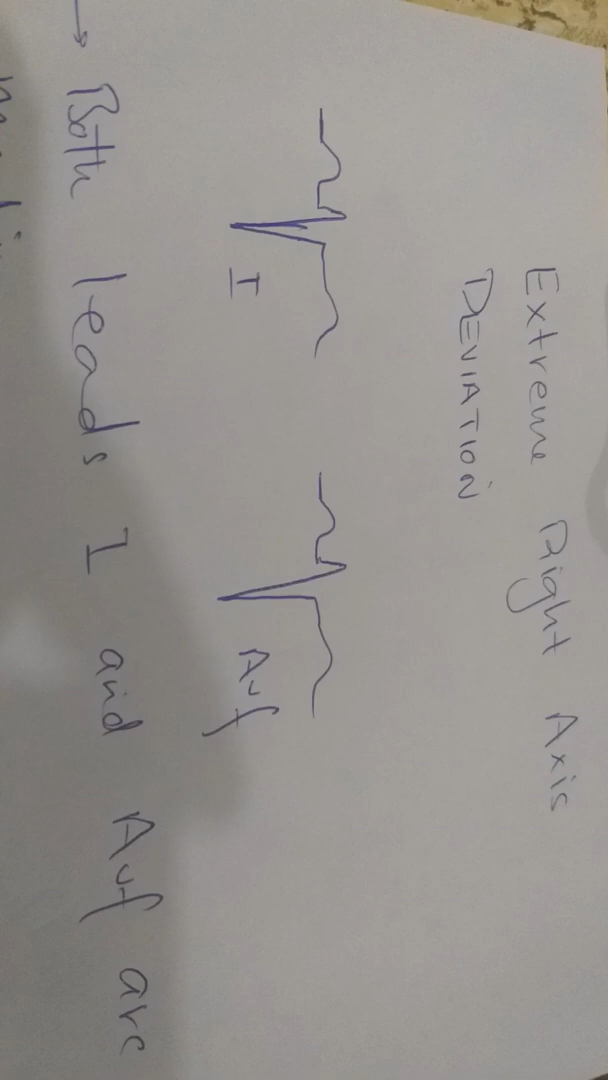 Extreme Right Axis
DEVIATION
I
Avf
→ Both leads I and Avf are